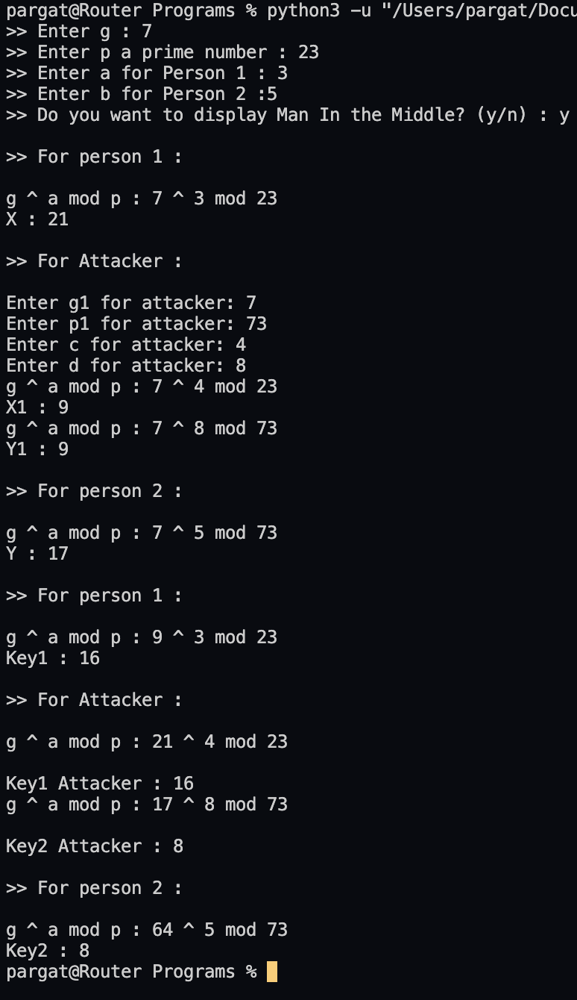 pargat@Router Programs % python3 -u "/Users/pargat/Docu
>> Enter g : 7
>> Enter p a prime number : 23
>> Enter a for Person 1 : 3
>> Enter b for Person 2 :5
>> Do you want to display Man In the Middle? (y/n) : y
>> For person 1 :
g ^ a mod p : 7 ^ 3 mod 23
X : 21
>> For Attacker :
Enter g1 for attacker: 7
Enter p1 for attacker: 73
Enter c for attacker: 4
Enter d for attacker: 8
g ^ a mod p : 7 ^ 4 mod 23
X1 : 9
g ^ a mod p : 7 ^ 8 mod 73
Y1 : 9
>> For person 2 :
g ^ a mod p : 7 ^ 5 mod 73
Y : 17
>> For person 1 :
g ^ a mod p : 9 ^ 3 mod 23
Key1 : 16
>> For Attacker :
g ^ a mod p : 21 ^ 4 mod 23
Key1 Attacker : 16
g ^ a mod p : 17 ^ 8 mod 73
Key2 Attacker : 8
>> For person 2 :
g ^ a mod p : 64 ^ 5 mod 73
Key2 : 8
pargat@Router Programs %